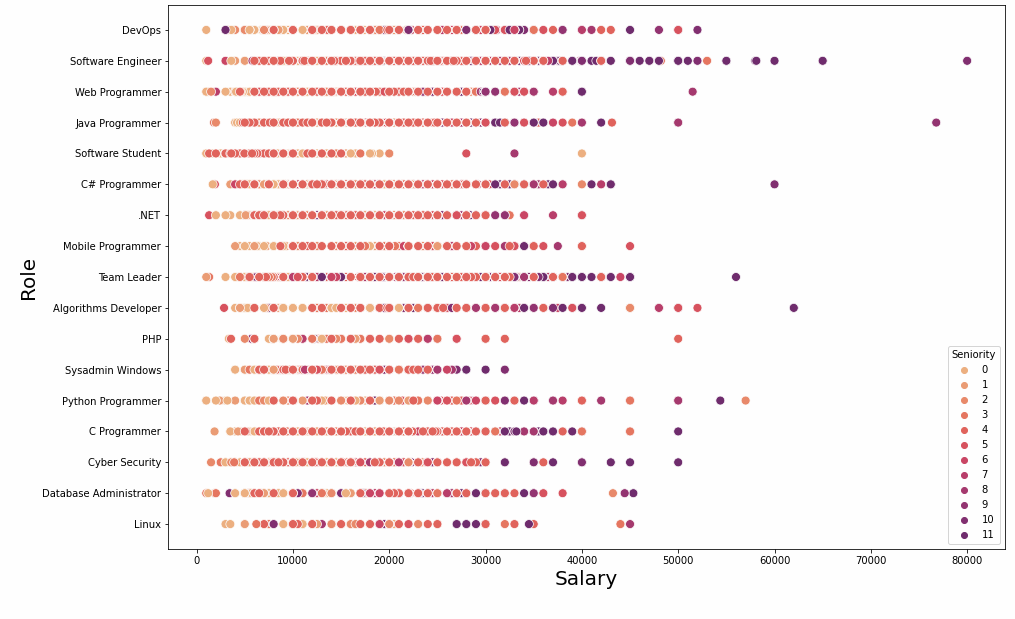 DevOps
Software Engineer
Web Programmer
Java Programmer
Software Student
C# Programmer
.NET
Mobile Programmer
Team Leader
Algorithms Developer
PHP
Sysadmin Windows
Python Programmer
C Programmer
Cyber Security
Database Administrator
Linux
Role
Seniority
0
1
2
3
4
5
6
7
8
9
10
11
0 10000 20000 30000 40000 50000 60000 70000 80000
Salary